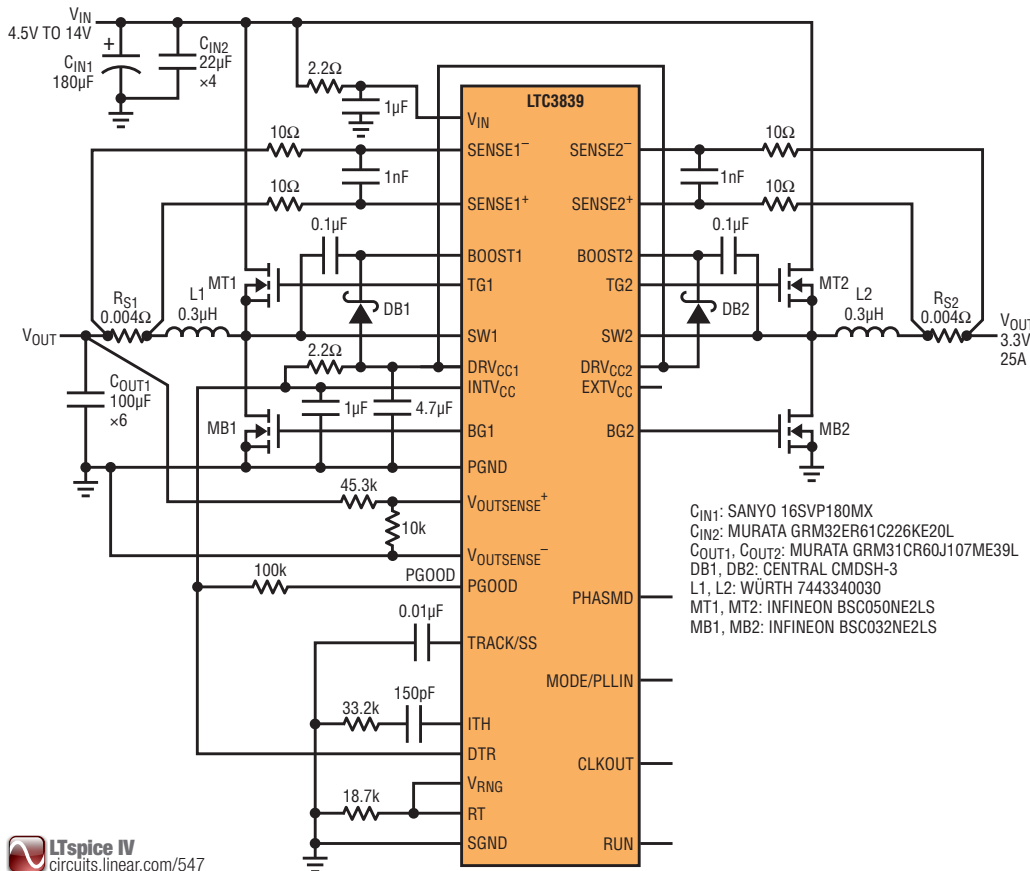 VIN
4.5V TO 14V
CIN1
180µF
+
CIN2
22µF
×4
2.2Ω
1µF
LTC3839
VIN
10Ω
SENSE1–
1nF
10Ω
SENSE1+
SENSE2–
10Ω
1nF
SENSE2+
10Ω
0.1µF
BOOST1
MT1
TG1
DB1
BOOST2
0.1µF
TG2
MT2
DB2
RS1
0.004Ω
L1
0.3µH
VOUT
SW1
SW2
L2
0.3µH
RS2
0.004Ω
VOUT
3.3V
25A
2.2Ω
DRVCC1
INTVCC
DRVCC2
EXTVCC
COUT1
100µF
×6
1µF
4.7µF
MB1
BG1
BG2
MB2
PGND
45.3k
VOUTSENSE+
10k
VOUTSENSE–
100k
PGOOD
PGOOD
0.01µF
TRACK/SS
150pF
33.2k
ITH
DTR
VRNG
18.7k
RT
SGND
PHASMD
MODE/PLLIN
CLKOUT
RUN
CIN1: SANYO 16SVP180MX
CIN2: MURATA GRM32ER61C226KE20L
COUT1, COUT2: MURATA GRM31CR60J107ME39L
DB1, DB2: CENTRAL CMDSH-3
L1, L2: WÜRTH 7443340030
MT1, MT2: INFINEON BSC050NE2LS
MB1, MB2: INFINEON BSC032NE2LS
LTspice IV
circuits.linear.com/547